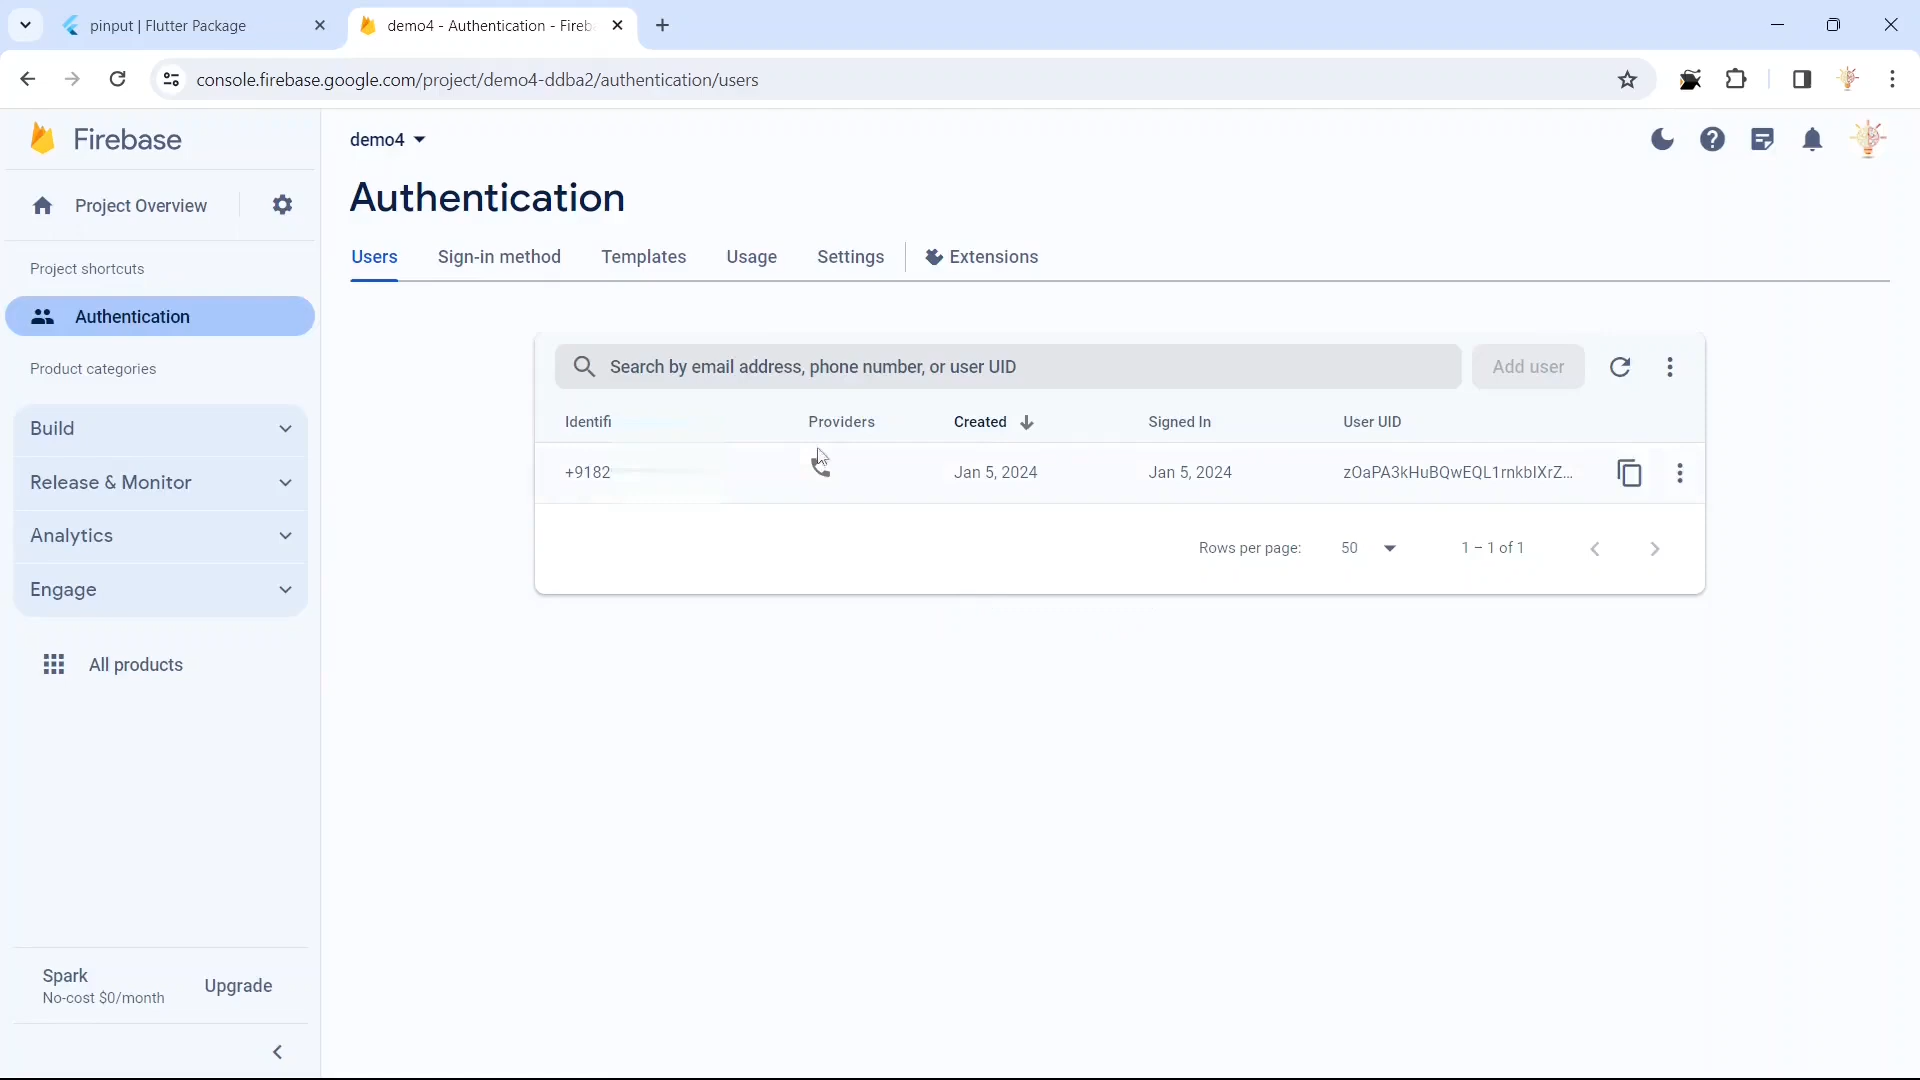 pinput | Flutter Package
demo4 - Authentication - Fireb
console.firebase.google.com/project/demo4-ddba2/authentication/users
Firebase
demo4
Project Overview
Authentication
Users Sign-in method Templates Usage Settings Extensions
Project shortcuts
Authentication
Product categories
Search by email address, phone number, or user UID
Add user
Identifi Providers Created Signed In User UID
+9182 Jan 5, 2024 Jan 5, 2024 zOaPA3kHuBQwEQL1rnkbIXrZ...
Rows per page: 50 1 – 1 of 1
Build
Release & Monitor
Analytics
Engage
All products
Spark
No-cost $0/month
Upgrade